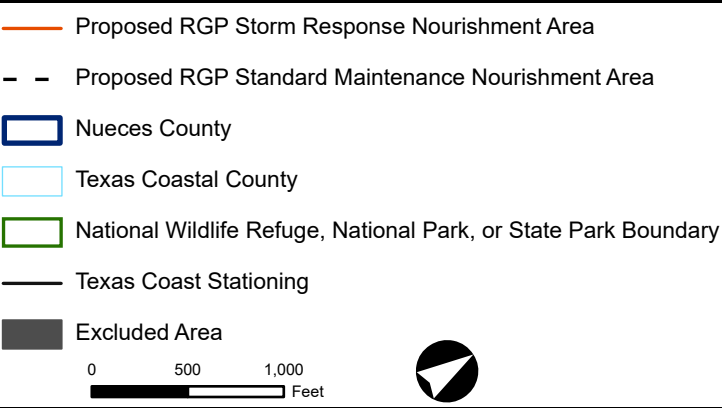 Proposed RGP Storm Response Nourishment Area
Proposed RGP Standard Maintenance Nourishment Area
Nueces County
Texas Coastal County
National Wildlife Refuge, National Park, or State Park Boundary
Texas Coast Stationing
Excluded Area
0 500 1,000
Feet